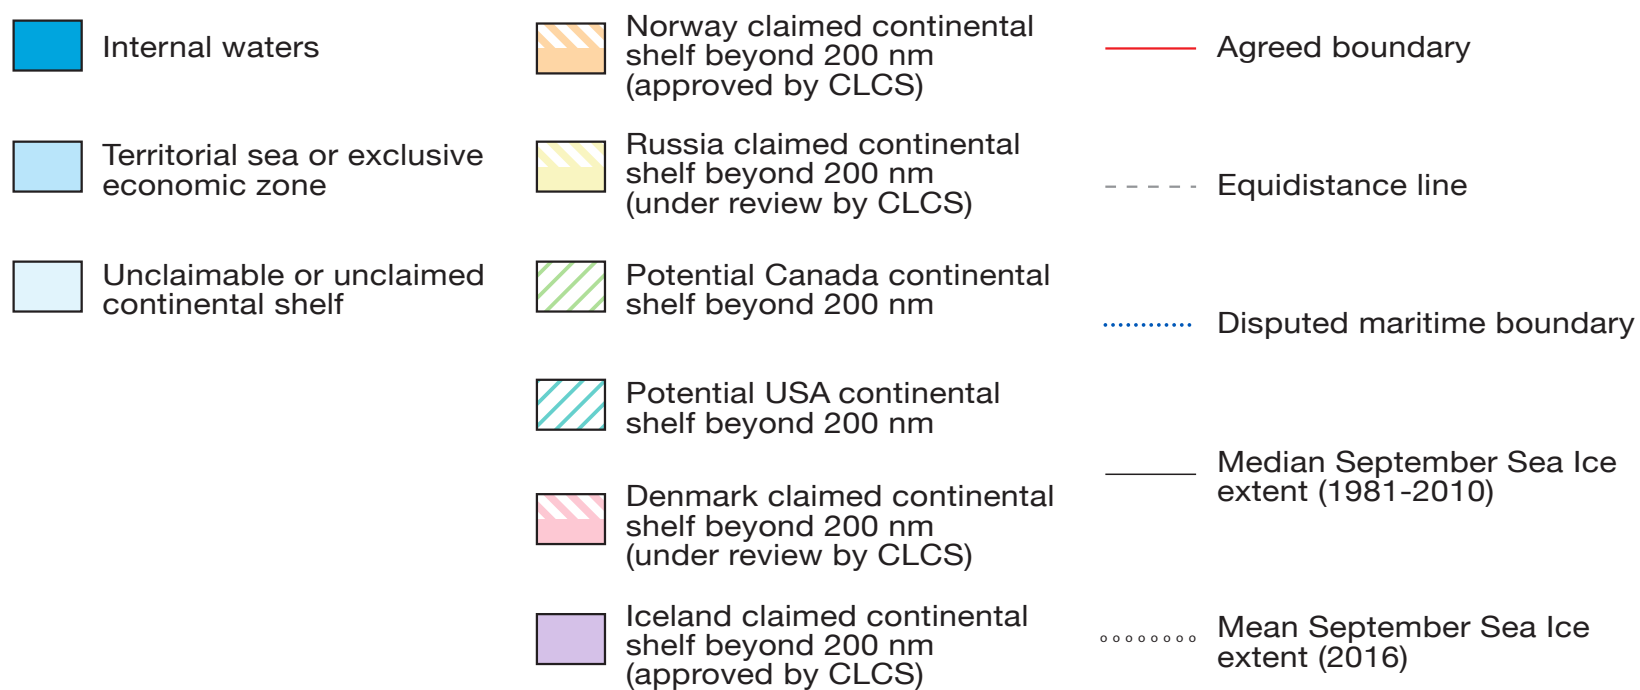 Internal waters
Territorial sea or exclusive
economic zone
Unclaimable or unclaimed
continental shelf
Norway claimed continental
shelf beyond 200 nm
(approved by CLCS)
Russia claimed continental
shelf beyond 200 nm
(under review by CLCS)
Potential Canada continental
shelf beyond 200 nm
Potential USA continental
shelf beyond 200 nm
Denmark claimed continental
shelf beyond 200 nm
(under review by CLCS)
Iceland claimed continental
shelf beyond 200 nm
(approved by CLCS)
Agreed boundary
Equidistance line
Disputed maritime boundary
Median September Sea Ice
extent (1981-2010)
Mean September Sea Ice
extent (2016)